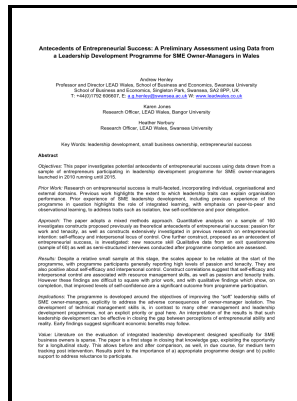 Antecedents of Entrepreneurial Success: A Preliminary Assessment using Data from
a Leadership Development Programme for SME Owner-Managers in Wales
Andrew Henley
Professor and Director LEAD Wales, School of Business and Economics, Swansea University
School of Business and Economics, Singleton Park, Swansea, SA2 8PP, UK
Karen Jones
Research Officer, LEAD Wales, Bangor University
Heather Norbury
Research Officer, LEAD Wales, Swansea University
Key Words: leadership development, small business ownership, entrepreneurial success
Abstract
Objectives: This paper investigates potential antecedents of entrepreneurial success using data drawn from a
sample of entrepreneurs participating in leadership development programme for SME owner-managers
launched in 2010 running until 2015.
Prior Work: Research on entrepreneurial success is multi-faceted, incorporating individual, organisational and
external domains. Previous work highlights the extent to which leadership traits can explain organisation
performance. Prior experience of SME leadership development, including previous experience of the
programme in question highlights the role of integrated learning, with emphasis on peer-to-peer and
observational learning, to address traits such as isolation, low self-confidence and poor delegation.
Approach: The paper adopts a mixed methods approach. Quantitative analysis on a sample of 160
investigates constructs proposed previously as theoretical antecedents of entrepreneurial success: passion for
work and tenacity, as well as constructs extensively investigated in previous research on entrepreneurial
intention: self-efficacy and interpersonal locus of control. One further construct, proposed as an antecedent to
entrepreneurial success, is investigated: new resource skill Qualitative data from an exit questionnaire
(sample of 60) as well as semi-structured interviews conducted after programme completion are assessed.
Results: Despite a relative small sample at this stage, the scales appear to be reliable at the start of the
programme, with programme participants generally reporting high levels of passion and tenacity. They are
also positive about self-efficacy and interpersonal control. Construct correlations suggest that self-efficacy and
interpersonal control are associated with resource management skills, as well as passion and tenacity traits.
However these findings are difficult to square with prior work, and with qualitative findings which show, on
completion, that improved levels of self-confidence are a significant outcome from programme participation.
Implications: The programme is developed around the objectives of improving the "soft" leadership skills of
SME owner-managers, explicitly to address the adverse consequences of owner-manager isolation. The
development of technical management skills is, in contrast to many other management and leadership
development programmes, not an explicit priority or goal here. An interpretation of the results is that such
leadership development can be effective in closing the gap between perceptions of entrepreneurial ability and
reality. Early findings suggest significant economic benefits may follow.
Value: Literature on the evaluation of integrated leadership development designed specifically for SME
business owners is sparse. The paper is a first stage in closing that knowledge gap, exploiting the opportunity
for a longitudinal study. This allows before and after comparison, as well, in due course, for medium term
tracking post intervention. Results point to the importance of a) appropriate programme design and b) public
support to address reluctance to participate.